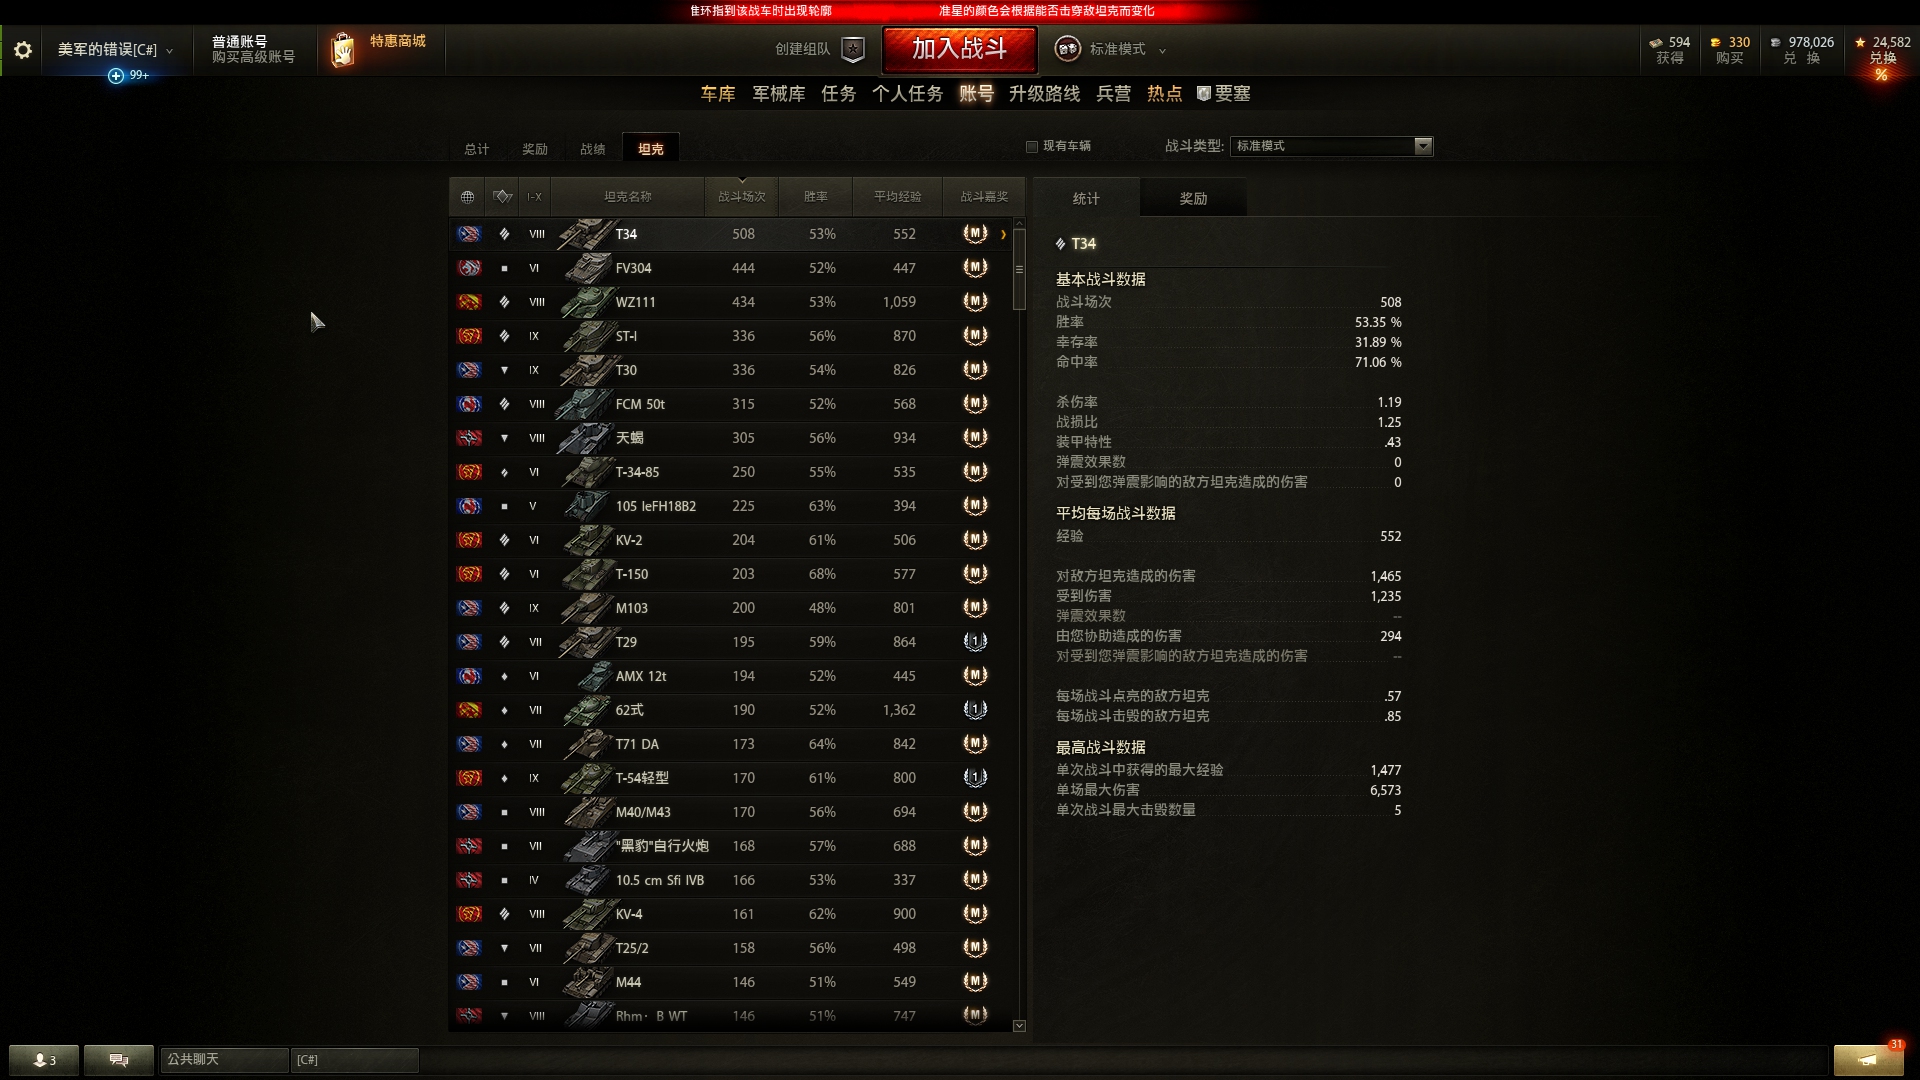 准环指到该战车时出现轮廓 准星的颜色会根据能否击穿敌坦克而变化
美军的错误[C#] 99+
普通账号
购买高级账号
特惠商城
创建组队 加入战斗 标准模式
594 获得
330 购买
978,026 兑 换
24,582 兑换 %
车库 军械库 任务 个人任务 账号 升级路线 兵营 热点 要塞
总计 奖励 战绩 坦克 现有车辆 战斗类型: 标准模式
I-X 坦克名称 战斗场次 胜率 平均经验 战斗嘉奖
VIII T34 508 53% 552 M
VI FV304 444 52% 447 M
VIII WZ111 434 53% 1,059 M
IX ST-I 336 56% 870 M
IX T30 336 54% 826 M
VIII FCM 50t 315 52% 568 M
VIII 天蝎 305 56% 934 M
VI T-34-85 250 55% 535 M
V 105 leFH18B2 225 63% 394 M
VI KV-2 204 61% 506 M
VI T-150 203 68% 577 M
IX M103 200 48% 801 M
VII T29 195 59% 864 1
VI AMX 12t 194 52% 445 M
VII 62式 190 52% 1,362 1
VII T71 DA 173 64% 842 M
IX T-54轻型 170 61% 800 1
VIII M40/M43 170 56% 694 M
VII "黑豹"自行火炮 168 57% 688 M
IV 10.5 cm Sfl IVB 166 53% 337 M
VIII KV-4 161 62% 900 M
VII T25/2 158 56% 498 M
VI M44 146 51% 549 M
VIII Rhm· B WT 146 51% 747 M
统计 奖励
T34
基本战斗数据
战斗场次 508
胜率 53.35 %
幸存率 31.89 %
命中率 71.06 %
杀伤率 1.19
战损比 1.25
装甲特性 .43
弹震效果数 0
对受到您弹震影响的敌方坦克造成的伤害 0
平均每场战斗数据
经验 552
对敌方坦克造成的伤害 1,465
受到伤害 1,235
弹震效果数 --
由您协助造成的伤害 294
对受到您弹震影响的敌方坦克造成的伤害 --
每场战斗点亮的敌方坦克 .57
每场战斗击毁的敌方坦克 .85
最高战斗数据
单次战斗中获得的最大经验 1,477
单场最大伤害 6,573
单次战斗最大击毁数量 5
3 公共聊天 [C#] 31